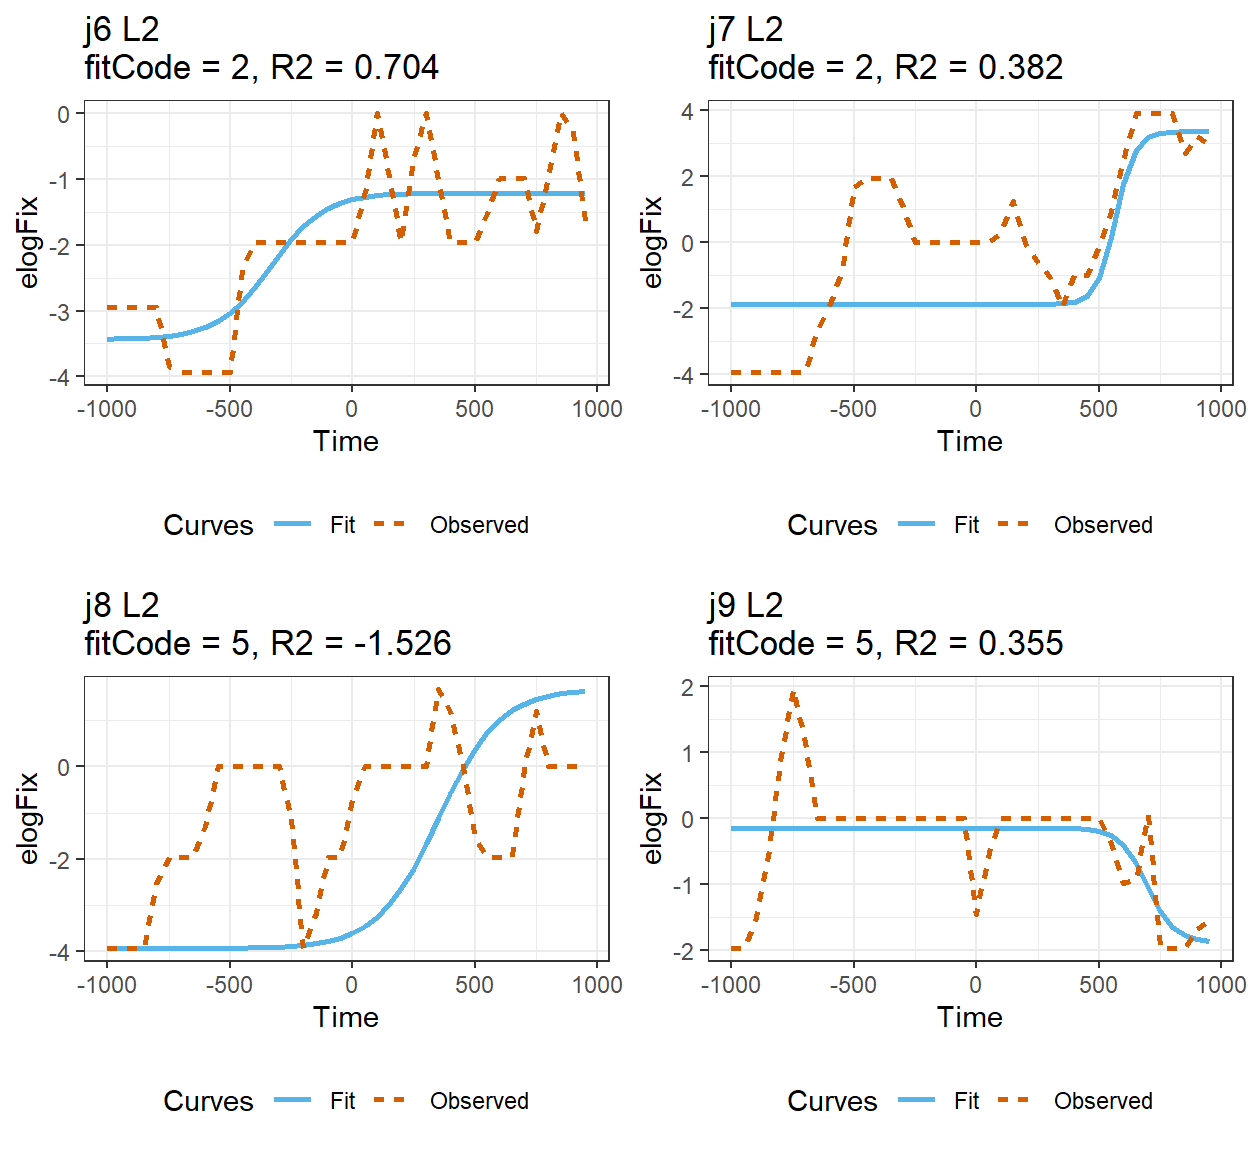 j6 L2
fitCode = 2, R2 = 0.704
0
-1
-2
-3
-4
elogFix
-1000 -500 0 500 1000
Time
Curves Fit Observed
j7 L2
fitCode = 2, R2 = 0.382
4
2
0
-2
-4
elogFix
-1000 -500 0 500 1000
Time
Curves Fit Observed
j8 L2
fitCode = 5, R2 = -1.526
0
-2
-4
elogFix
-1000 -500 0 500 1000
Time
Curves Fit Observed
j9 L2
fitCode = 5, R2 = 0.355
2
1
0
-1
-2
elogFix
-1000 -500 0 500 1000
Time
Curves Fit Observed